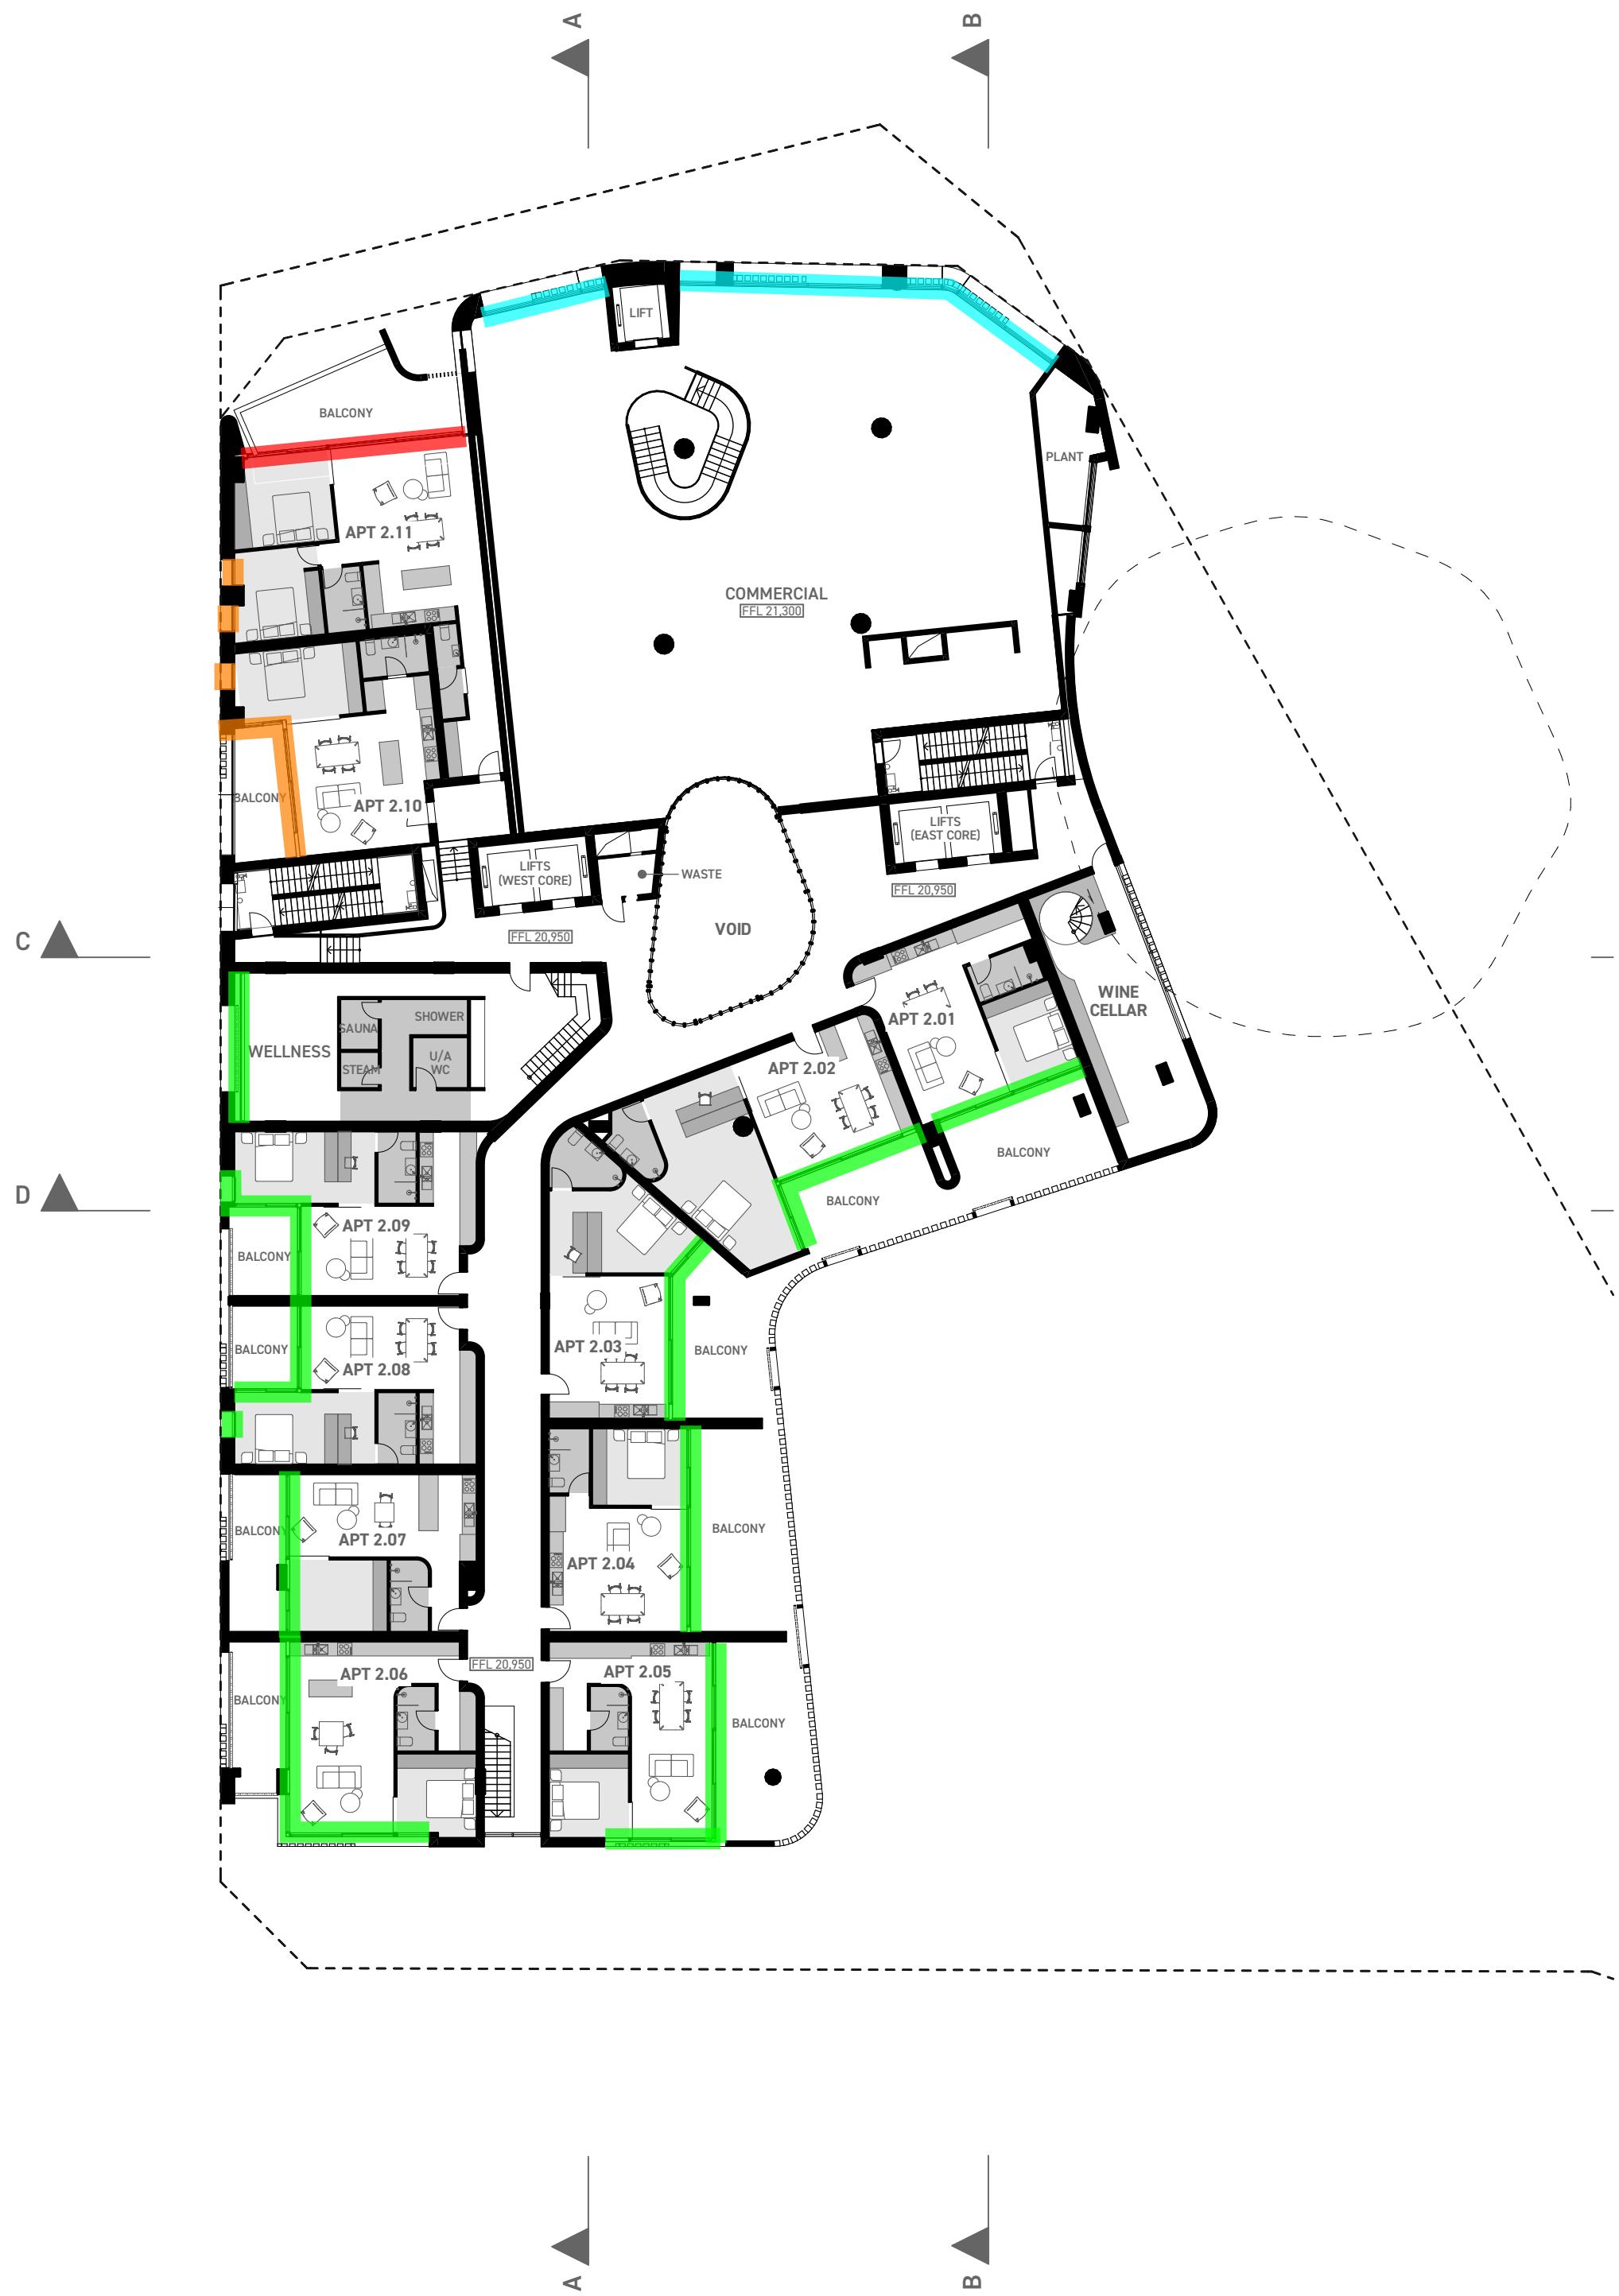 A
B
LIFT
BALCONY
PLANT
APT 2.11
COMMERCIAL
FFL 21,300
BALCONY
APT 2.10
LIFTS
(EAST CORE)
LIFTS
(WEST CORE)
WASTE
FFL 20,950
VOID
FFL 20,950
C
WINE
CELLAR
SHOWER
SAUNA
APT 2.01
WELLNESS
U/A
WC
STEAM
APT 2.02
BALCONY
D
BALCONY
APT 2.09
BALCONY
APT 2.03
BALCONY
BALCONY
APT 2.08
BALCONY
APT 2.07
BALCONY
APT 2.04
FFL 20,950
APT 2.06
APT 2.05
BALCONY
BALCONY
A
B